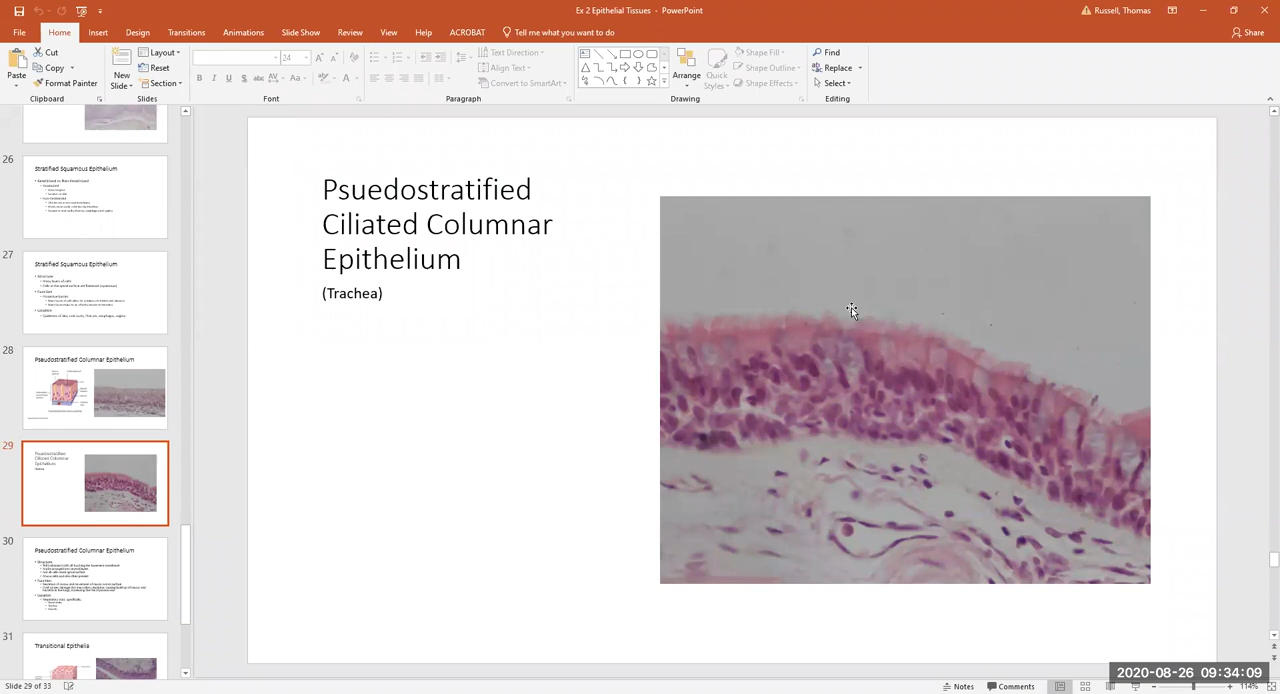 Ex 2 Epithelial Tissues - PowerPoint
Russell, Thomas
File Home Insert Design Transitions Animations Slide Show Review View Help ACROBAT Tell me what you want to do
Share
Cut
Copy
Format Painter
Paste
Clipboard
New
Slide
Layout
Reset
Section
Slides
24
Font
Text Direction
Align Text
Convert to SmartArt
Paragraph
Arrange
Quick
Styles
Shape Fill
Shape Outline
Shape Effects
Drawing
Find
Replace
Select
Editing
26
Stratified Squamous Epithelium
27
Stratified Squamous Epithelium
28
Pseudostratified Columnar Epithelium
29
30
Pseudostratified Columnar Epithelium
31
Transitional Epithelia
Psuedostratified
Ciliated Columnar
Epithelium
(Trachea)
2020-08-26 09:34:09
Slide 29 of 33
Notes
Comments
114%